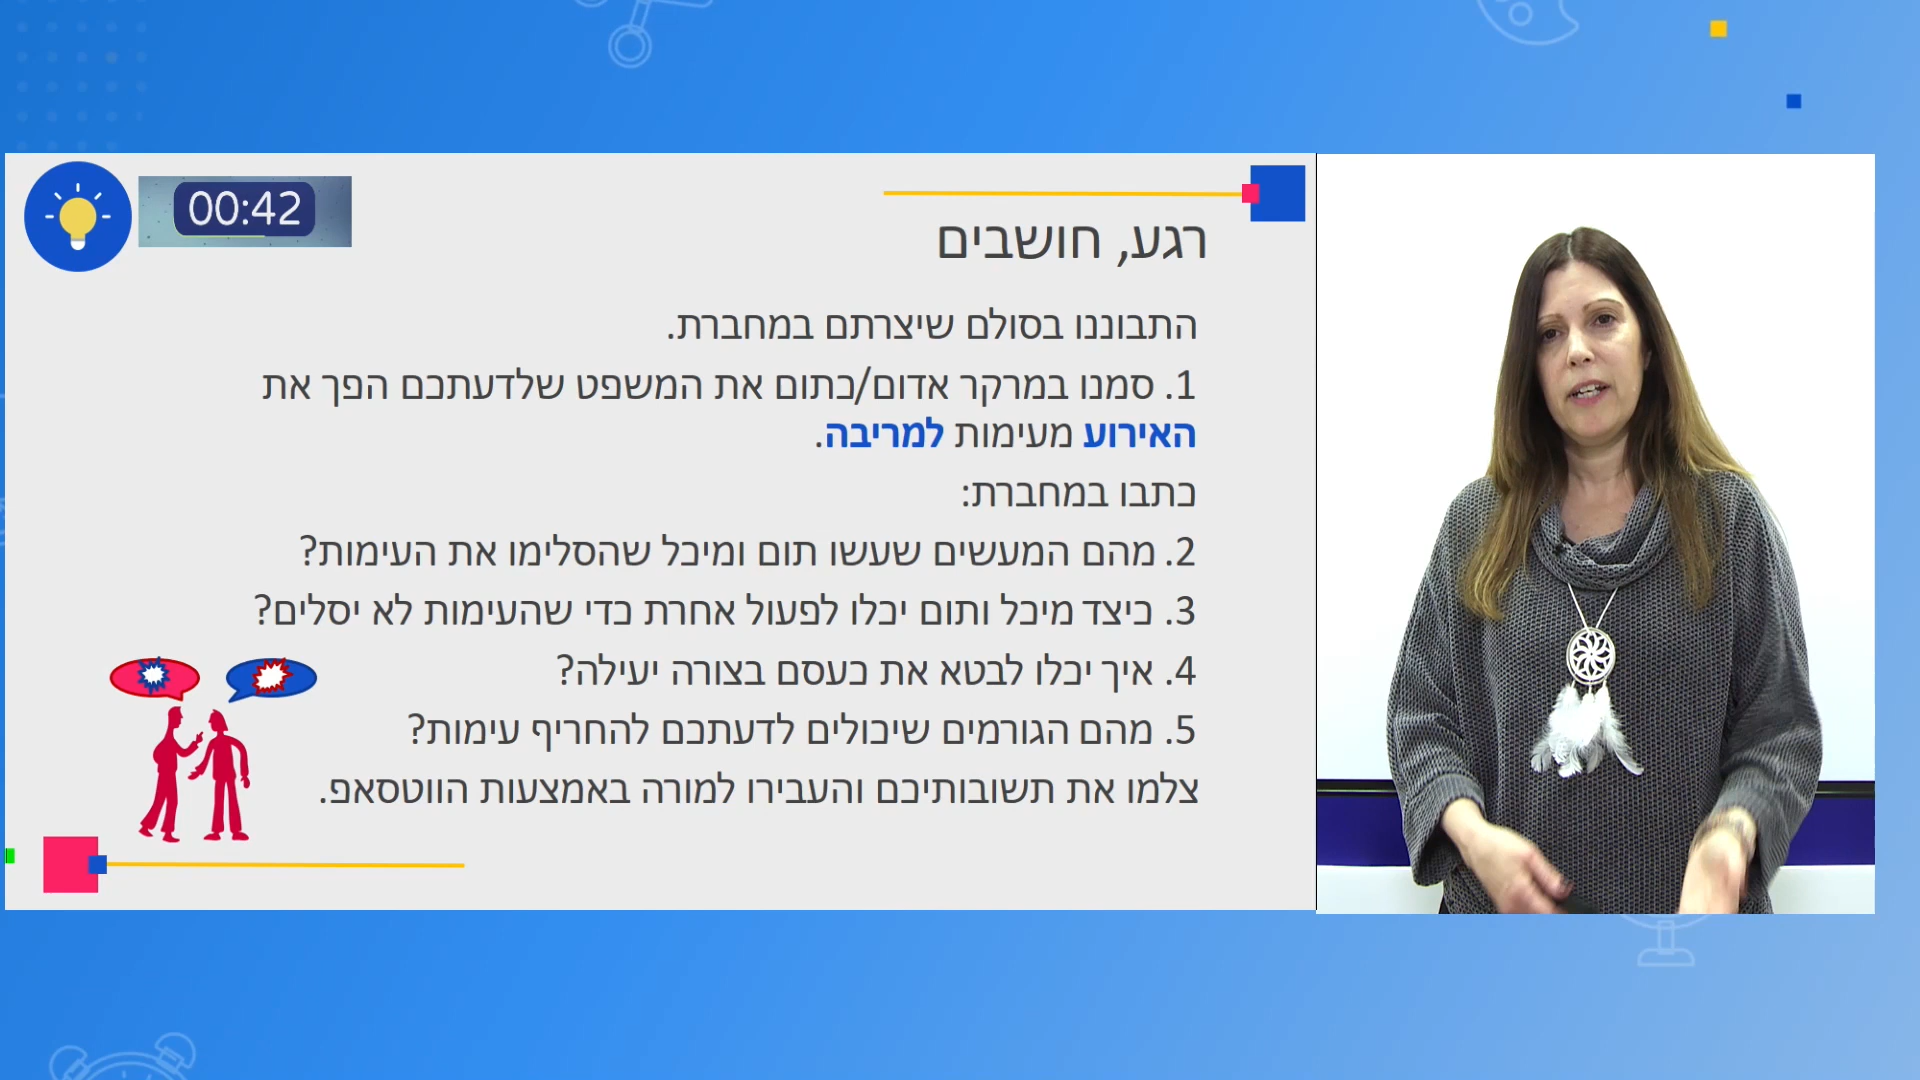 00:42
רגע, חושבים
התבוננו בסולם שיצרתם במחברת.
1. סמנו במרקר אדום/כתום את המשפט שלדעתכם הפך את
האירוע מעימות למריבה.
כתבו במחברת:
2. מהם המעשים שעשו תום ומיכל שהסלימו את העימות?
3. כיצד מיכל ותום יכלו לפעול אחרת כדי שהעימות לא יסלים?
4. איך יכלו לבטא את כעסם בצורה יעילה?
5. מהם הגורמים שיכולים לדעתכם להחריף עימות?
צלמו את תשובותיכם והעבירו למורה באמצעות הווטסאפ.